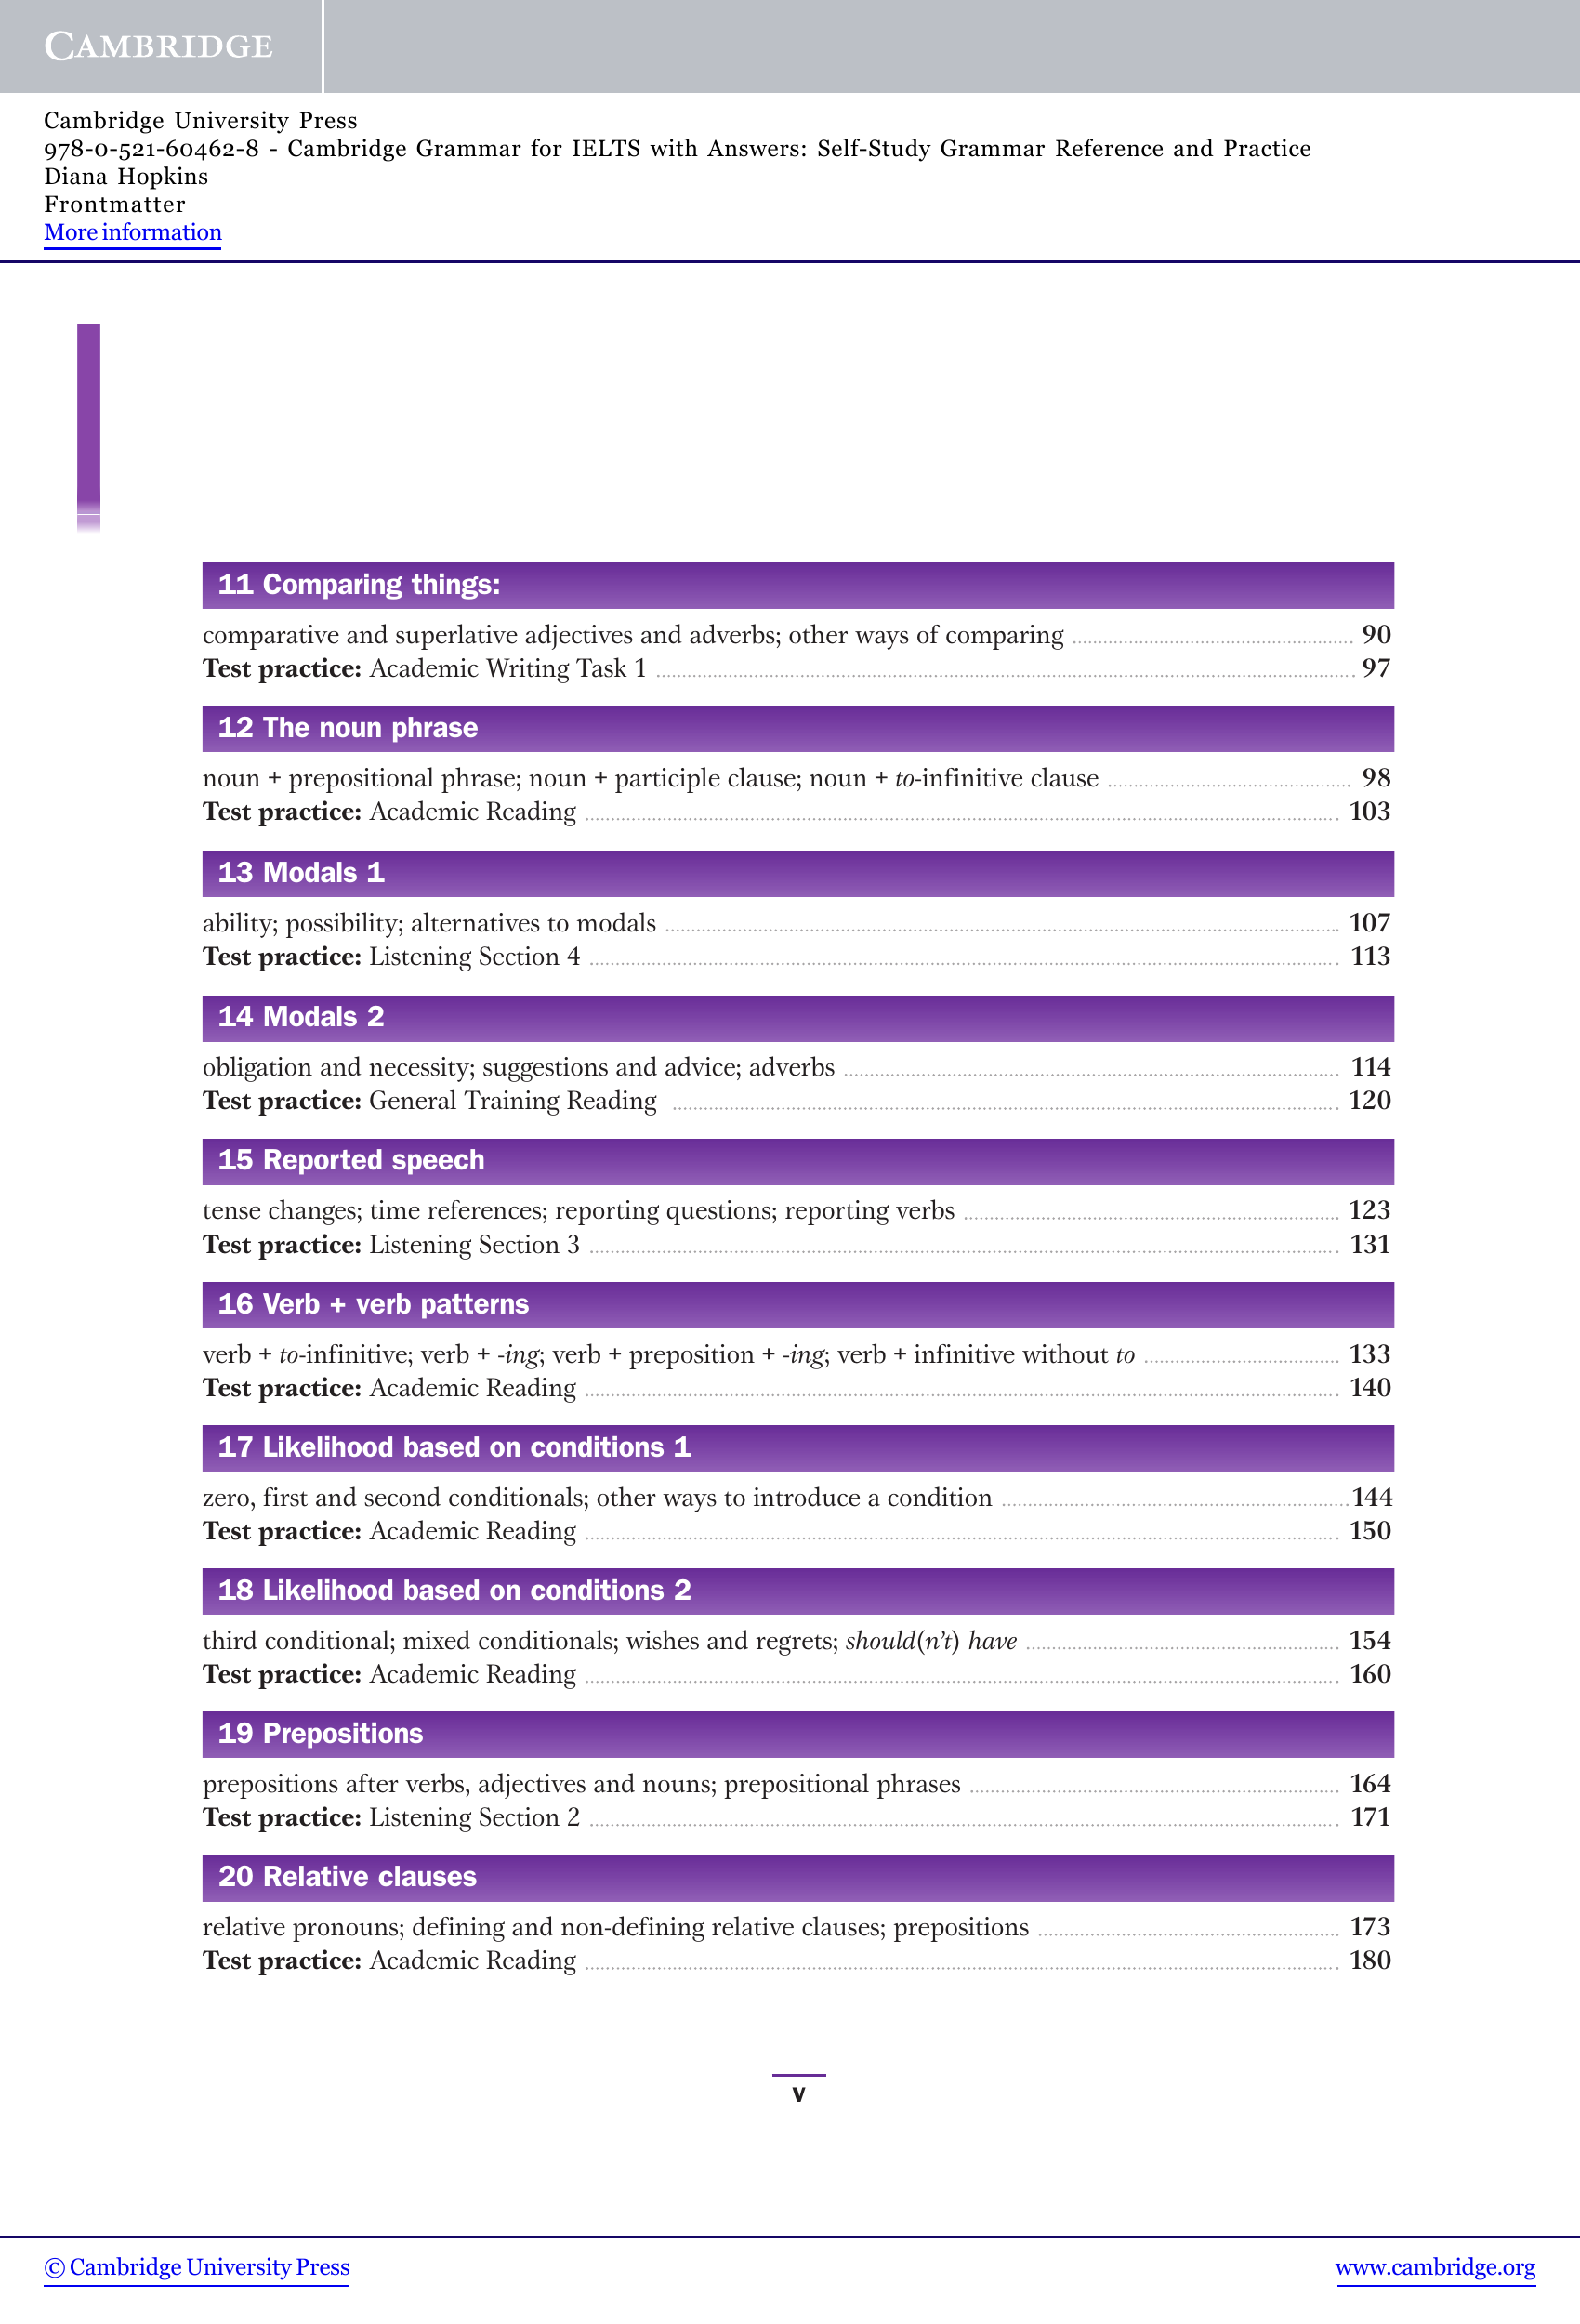 CAMBRIDGE
Cambridge University Press
978-0-521-60462-8 - Cambridge Grammar for IELTS with Answers: Self-Study Grammar Reference and Practice
Diana Hopkins
Frontmatter
More information
11 Comparing things:
comparative and superlative adjectives and adverbs; other ways of comparing 90
Test practice: Academic Writing Task 1 97
12 The noun phrase
noun + prepositional phrase; noun + participle clause; noun + to-infinitive clause 98
Test practice: Academic Reading 103
13 Modals 1
ability; possibility; alternatives to modals 107
Test practice: Listening Section 4 113
14 Modals 2
obligation and necessity; suggestions and advice; adverbs 114
Test practice: General Training Reading 120
15 Reported speech
tense changes; time references; reporting questions; reporting verbs 123
Test practice: Listening Section 3 131
16 Verb + verb patterns
verb + to-infinitive; verb + -ing; verb + preposition + -ing; verb + infinitive without to 133
Test practice: Academic Reading 140
17 Likelihood based on conditions 1
zero, first and second conditionals; other ways to introduce a condition 144
Test practice: Academic Reading 150
18 Likelihood based on conditions 2
third conditional; mixed conditionals; wishes and regrets; should(n't) have 154
Test practice: Academic Reading 160
19 Prepositions
prepositions after verbs, adjectives and nouns; prepositional phrases 164
Test practice: Listening Section 2 171
20 Relative clauses
relative pronouns; defining and non-defining relative clauses; prepositions 173
Test practice: Academic Reading 180
v
© Cambridge University Press
www.cambridge.org